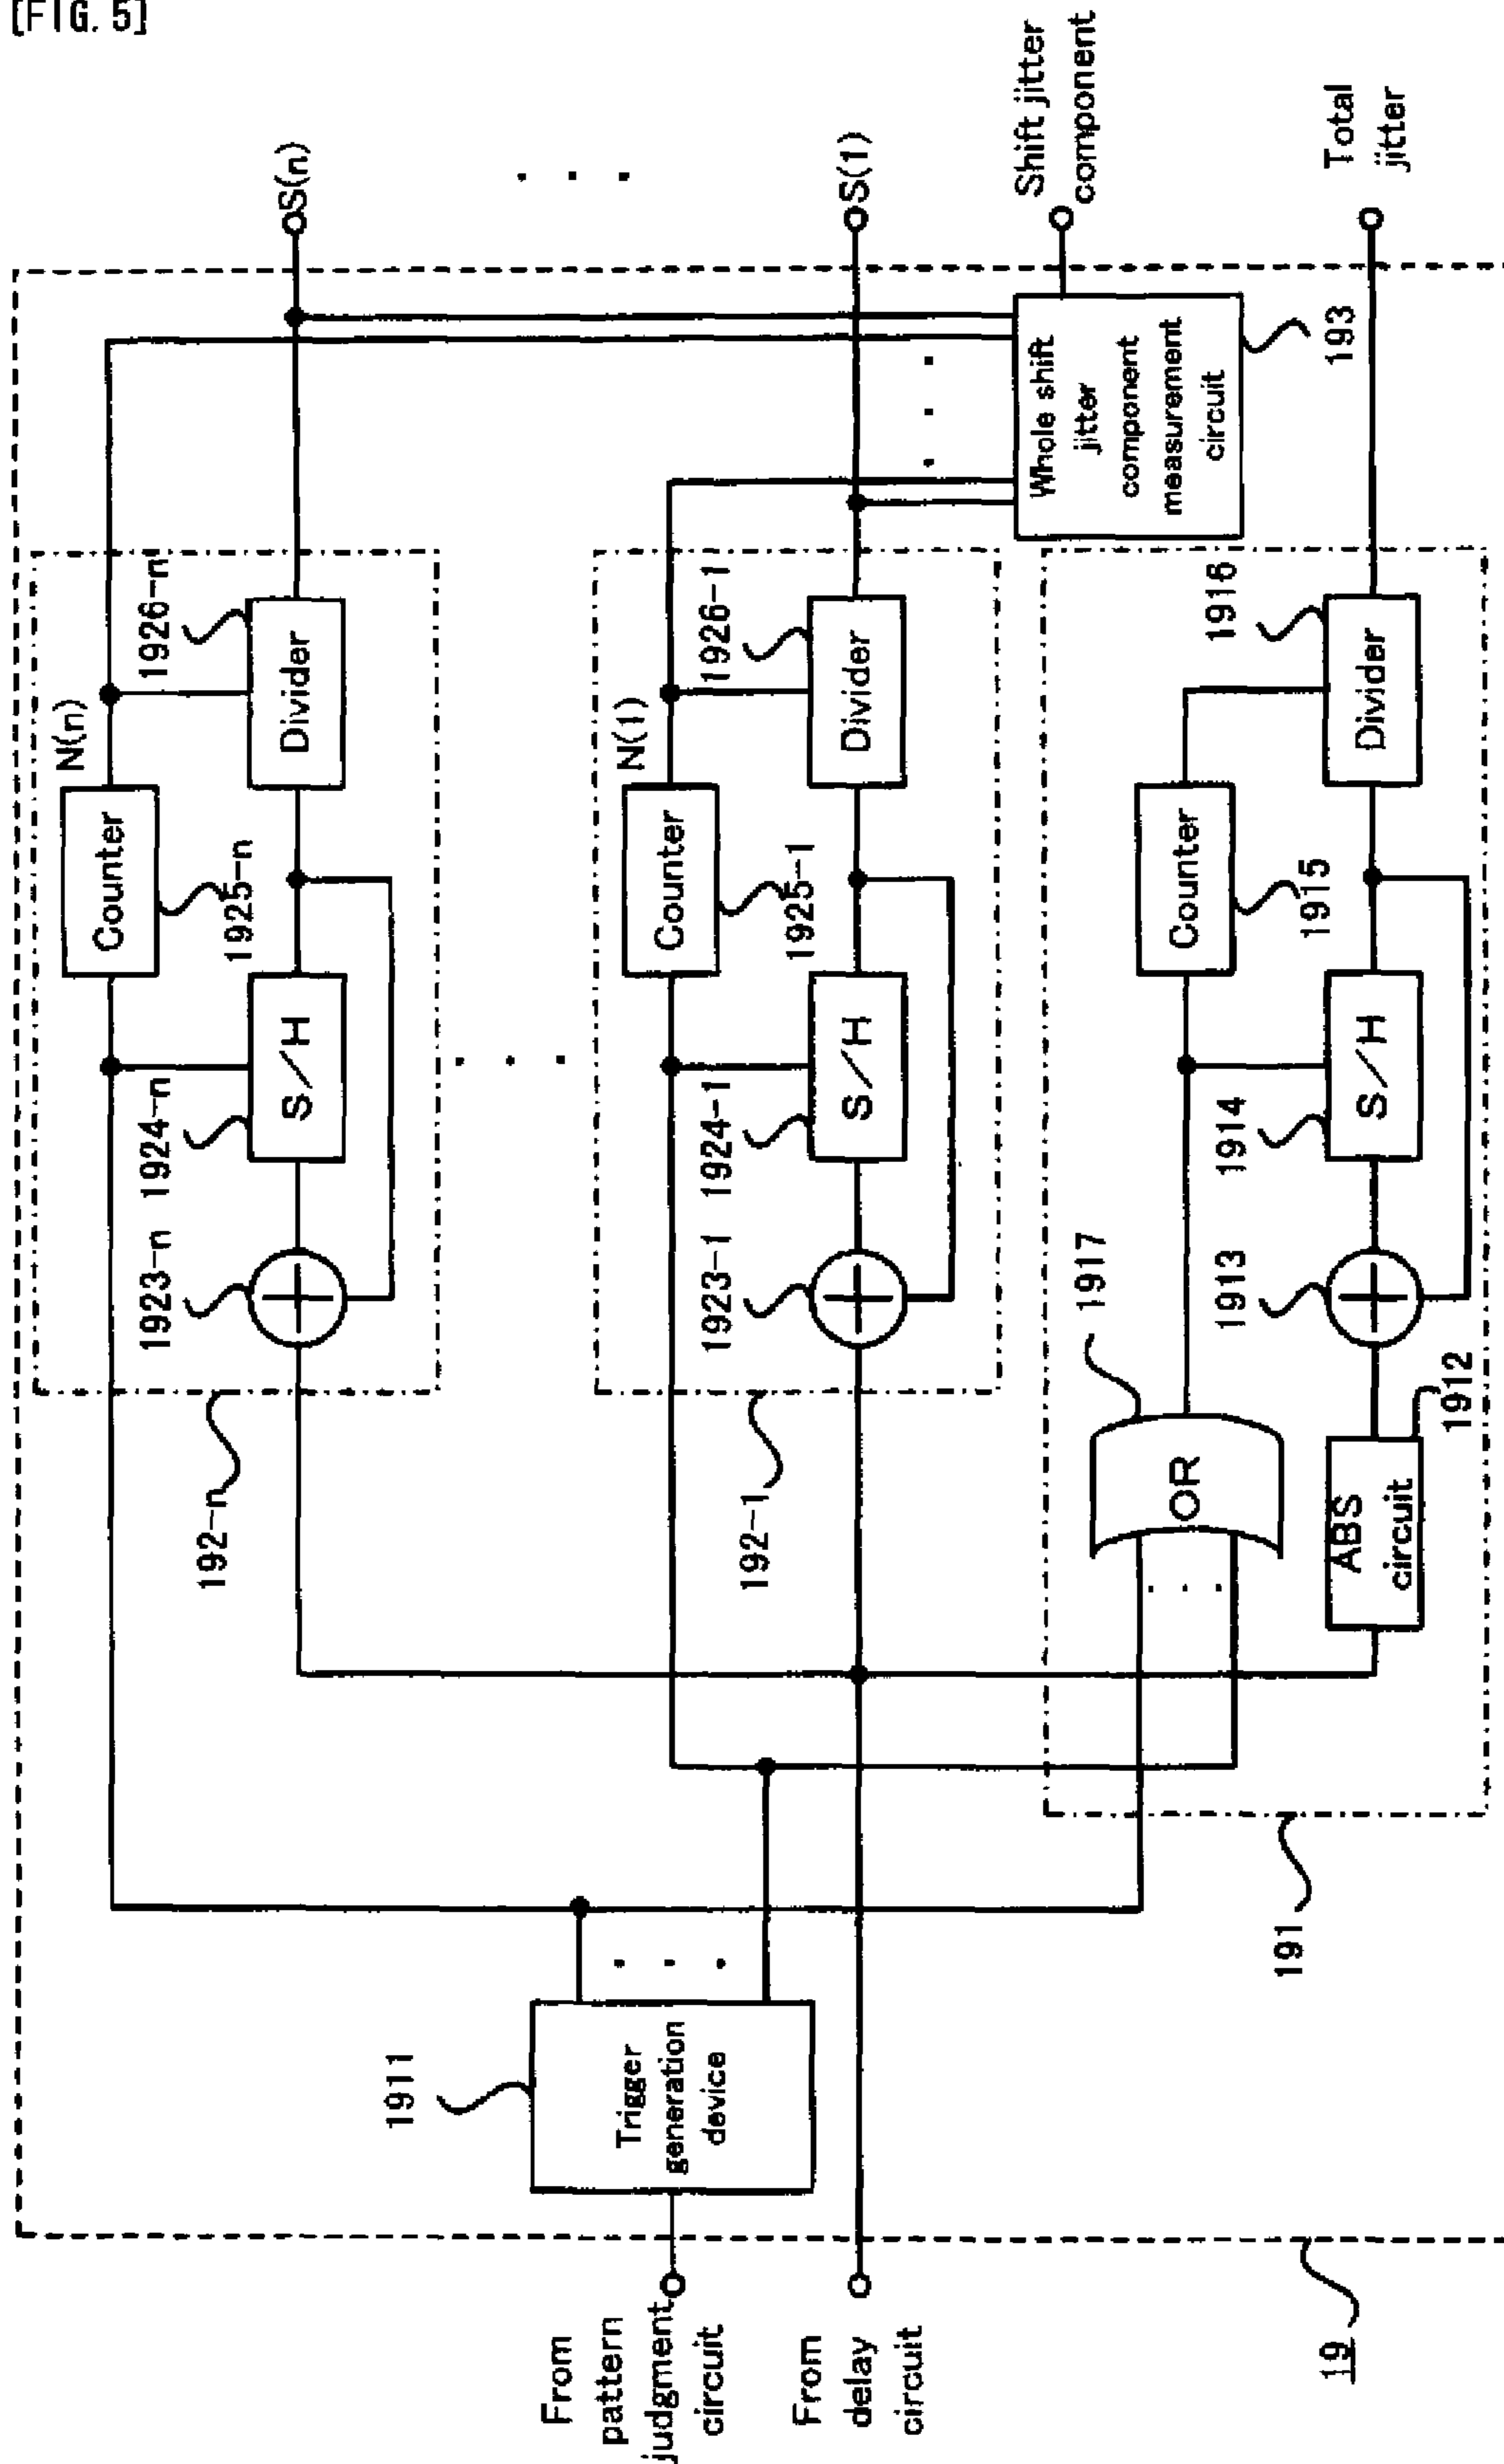 [FIG. 5]
From
pattern
judgment
circuit
From
delay
circuit
19
1911
Trigger
generation
device
191
192-n
1923-n
1924-n
S/H
1925-n
Counter
N(n)
1926-n
Divider
S(n)
192-1
1923-1
1924-1
S/H
1925-1
Counter
N(1)
1926-1
Divider
S(1)
1917
OR
ABS
circuit
1912
1913
1914
S/H
Counter
1915
1916
Divider
Whole shift
jitter
component
measurement
circuit
193
Shift jitter
component
Total
jitter